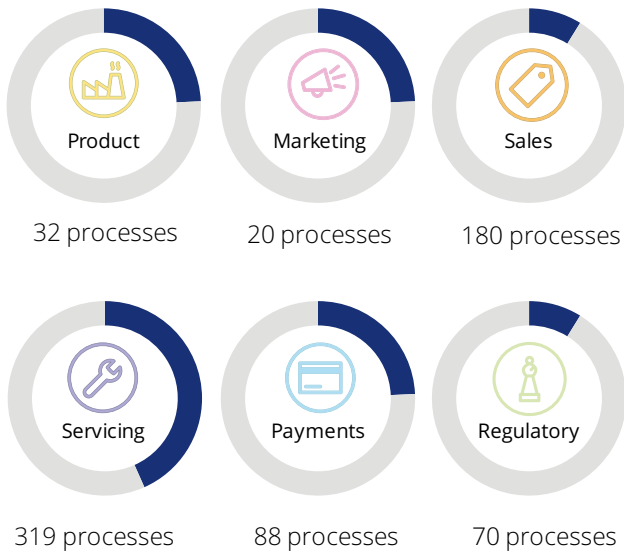 Product
Marketing
Sales
32 processes
20 processes
180 processes
Servicing
Payments
Regulatory
319 processes
88 processes
70 processes